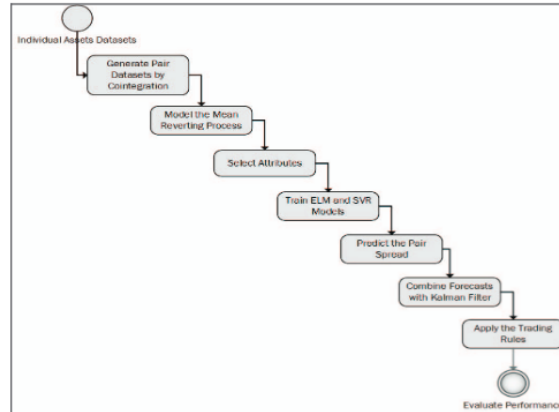 Individual Assets Datasets
Generate Pair
Datasets by
Cointegration
Model the Mean
Reverting Process
Select Attributes
Train ELM and SVR
Models
Predict the Pair
Spread
Combine Forecasts
with Kalman Filter
Apply the Trading
Rules
Evaluate Performance